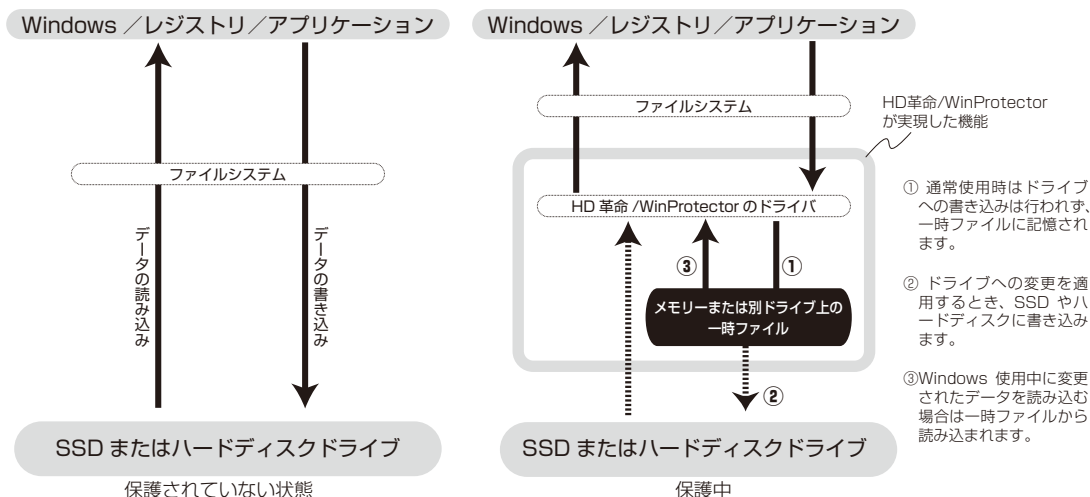 Windows ／レジストリ／アプリケーション
ファイルシステム
データの読み込み
データの書き込み
SSD またはハードディスクドライブ
保護されていない状態
Windows ／レジストリ／アプリケーション
ファイルシステム
HD 革命 /WinProtector のドライバ
③
①
メモリーまたは別ドライブ上の
一時ファイル
②
SSD またはハードディスクドライブ
保護中
HD革命/WinProtector
が実現した機能
① 通常使用時はドライブ
への書き込みは行われず、
一時ファイルに記憶され
ます。
② ドライブへの変更を適
用するとき、SSD やハ
ードディスクに書き込み
ます。
③Windows 使用中に変更
されたデータを読み込む
場合は一時ファイルから
読み込まれます。